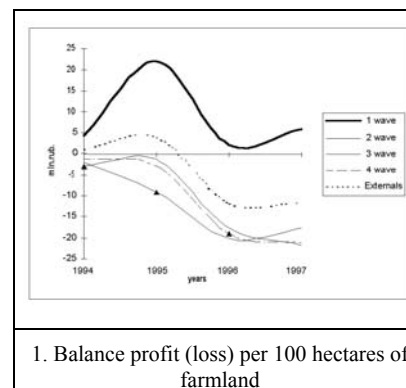 25
20
15
10
5
0
-5
-10
-15
-20
-25
mln.rub.
1994 1995 1996 1997
years
1 wave
2 wave
3 wave
4 wave
Externals
1. Balance profit (loss) per 100 hectares of
farmland